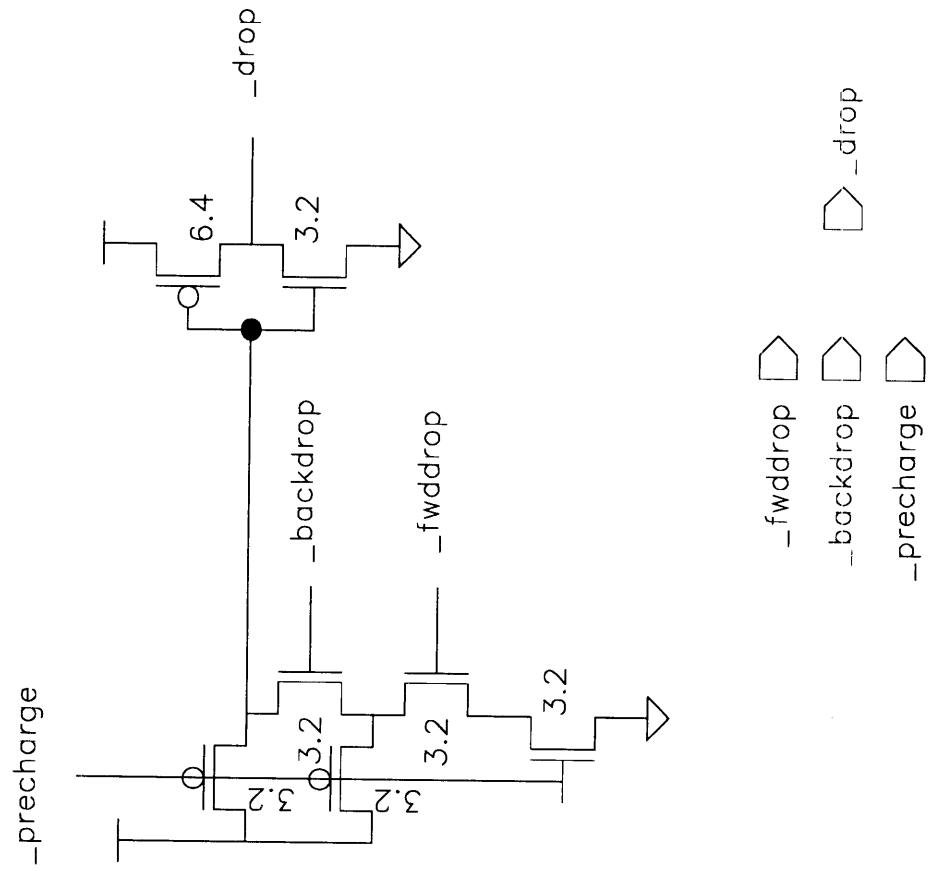 _precharge
_drop
6.4
3.2
_backdrop
_fwddrop
3.2
3.2
3.2
3.2
3.2
_fwddrop
_backdrop
_precharge
_drop